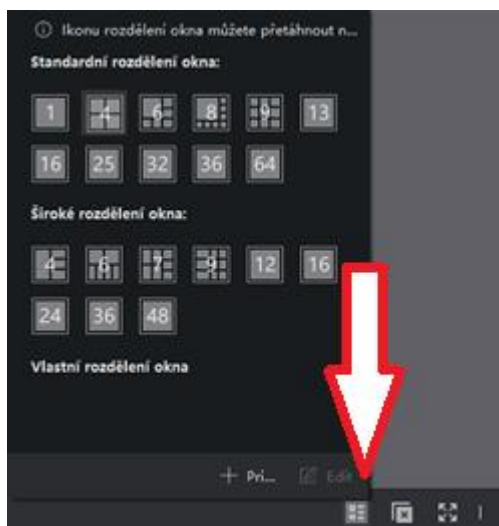 Ikonu rozdělení okna můžete přetáhnout n...
Standardní rozdělení okna:
1 4 6 8 9 13
16 25 32 36 64
Široké rozdělení okna:
4 6 7 9 12 16
24 36 48
Vlastní rozdělení okna
+ Pri... Edit